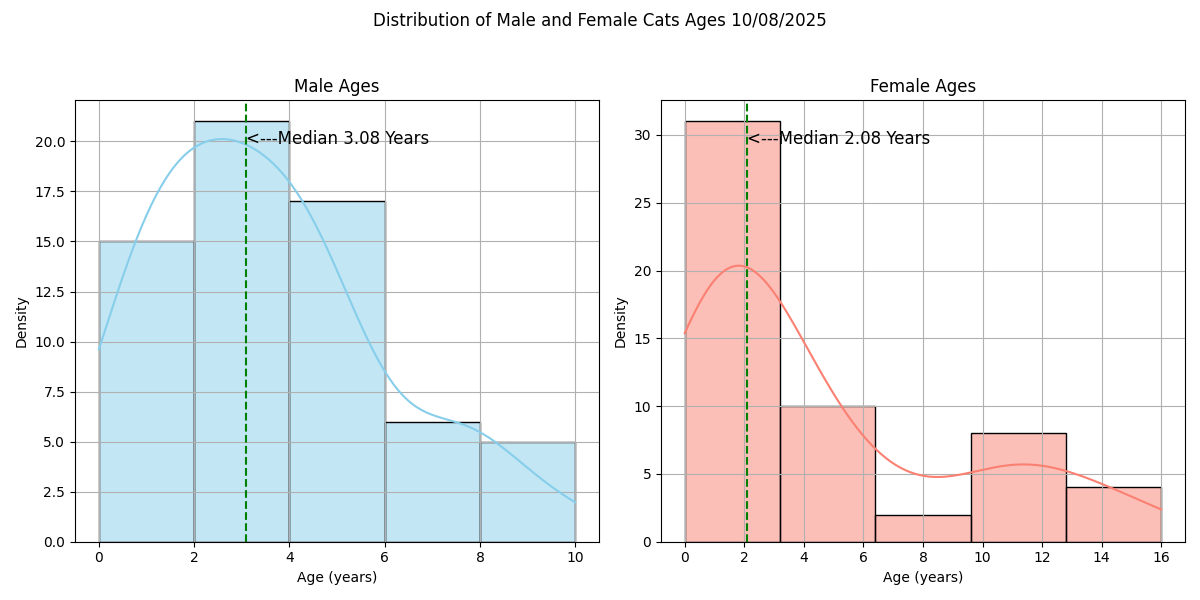 Distribution of Male and Female Cats Ages 10/08/2025
Male Ages
20.0
17.5
15.0
12.5
10.0
7.5
5.0
2.5
0.0
Density
<---Median 3.08 Years
0 2 4 6 8 10
Age (years)
Female Ages
30
25
20
15
10
5
0
Density
<---Median 2.08 Years
0 2 4 6 8 10 12 14 16
Age (years)